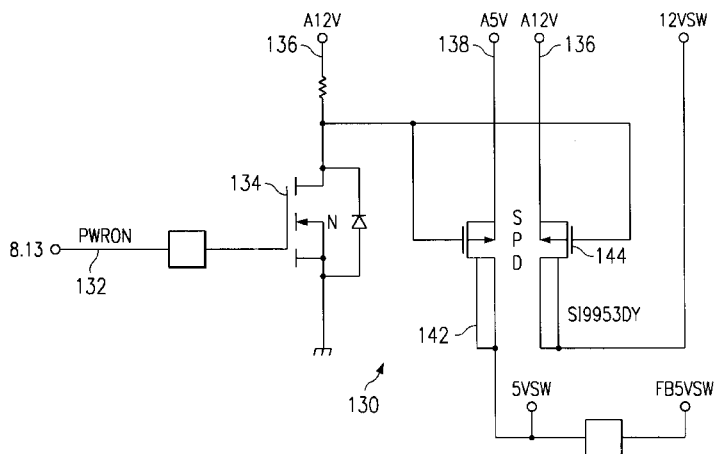 A12V
136
A5V
A12V
12VSW
138
136
134
N
8.13
PWRON
132
S
P
D
144
142
SI9953DY
130
5VSW
FB5VSW